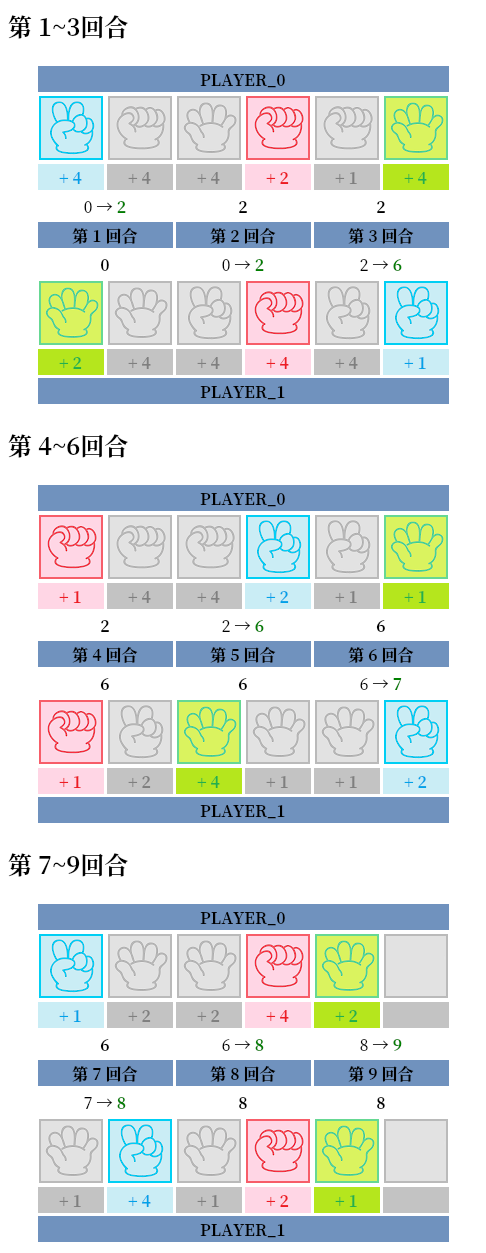 第 1~3回合
PLAYER_0
+ 4 + 4 + 4 + 2 + 1 + 4
0 → 2 2 2
第 1 回合 第 2 回合 第 3 回合
0 0 → 2 2 → 6
+ 2 + 4 + 4 + 4 + 4 + 1
PLAYER_1
第 4~6回合
PLAYER_0
+ 1 + 4 + 4 + 2 + 1 + 1
2 2 → 6 6
第 4 回合 第 5 回合 第 6 回合
6 6 6 → 7
+ 1 + 2 + 4 + 1 + 1 + 2
PLAYER_1
第 7~9回合
PLAYER_0
+ 1 + 2 + 2 + 4 + 2
6 6 → 8 8 → 9
第 7 回合 第 8 回合 第 9 回合
7 → 8 8 8
+ 1 + 4 + 1 + 2 + 1
PLAYER_1